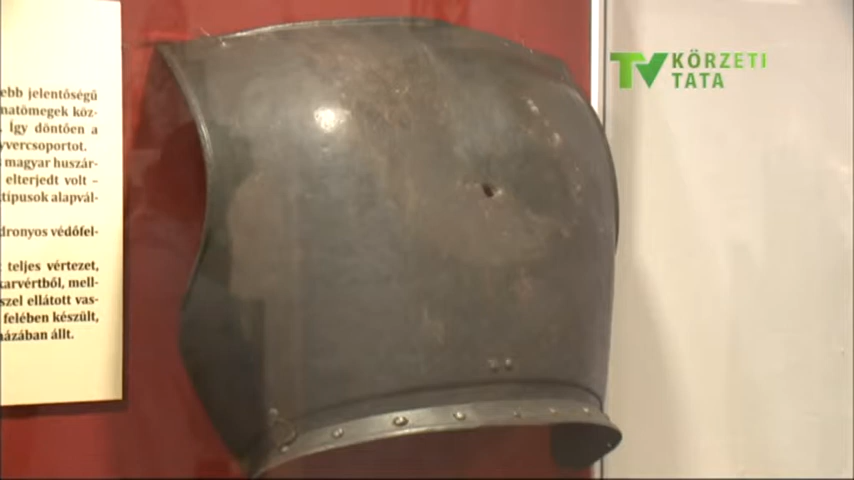 ebb jelentőségű
natömegek köz-
. Így döntően a
yvercsoportot.
magyar huszár-
elterjedt volt –
típusok alapvál-
dronyos védőfel-
teljes vértezet,
karvértből, mell-
szel ellátott vas-
felében készült,
házában állt.
TV KÖRZETI
TATA